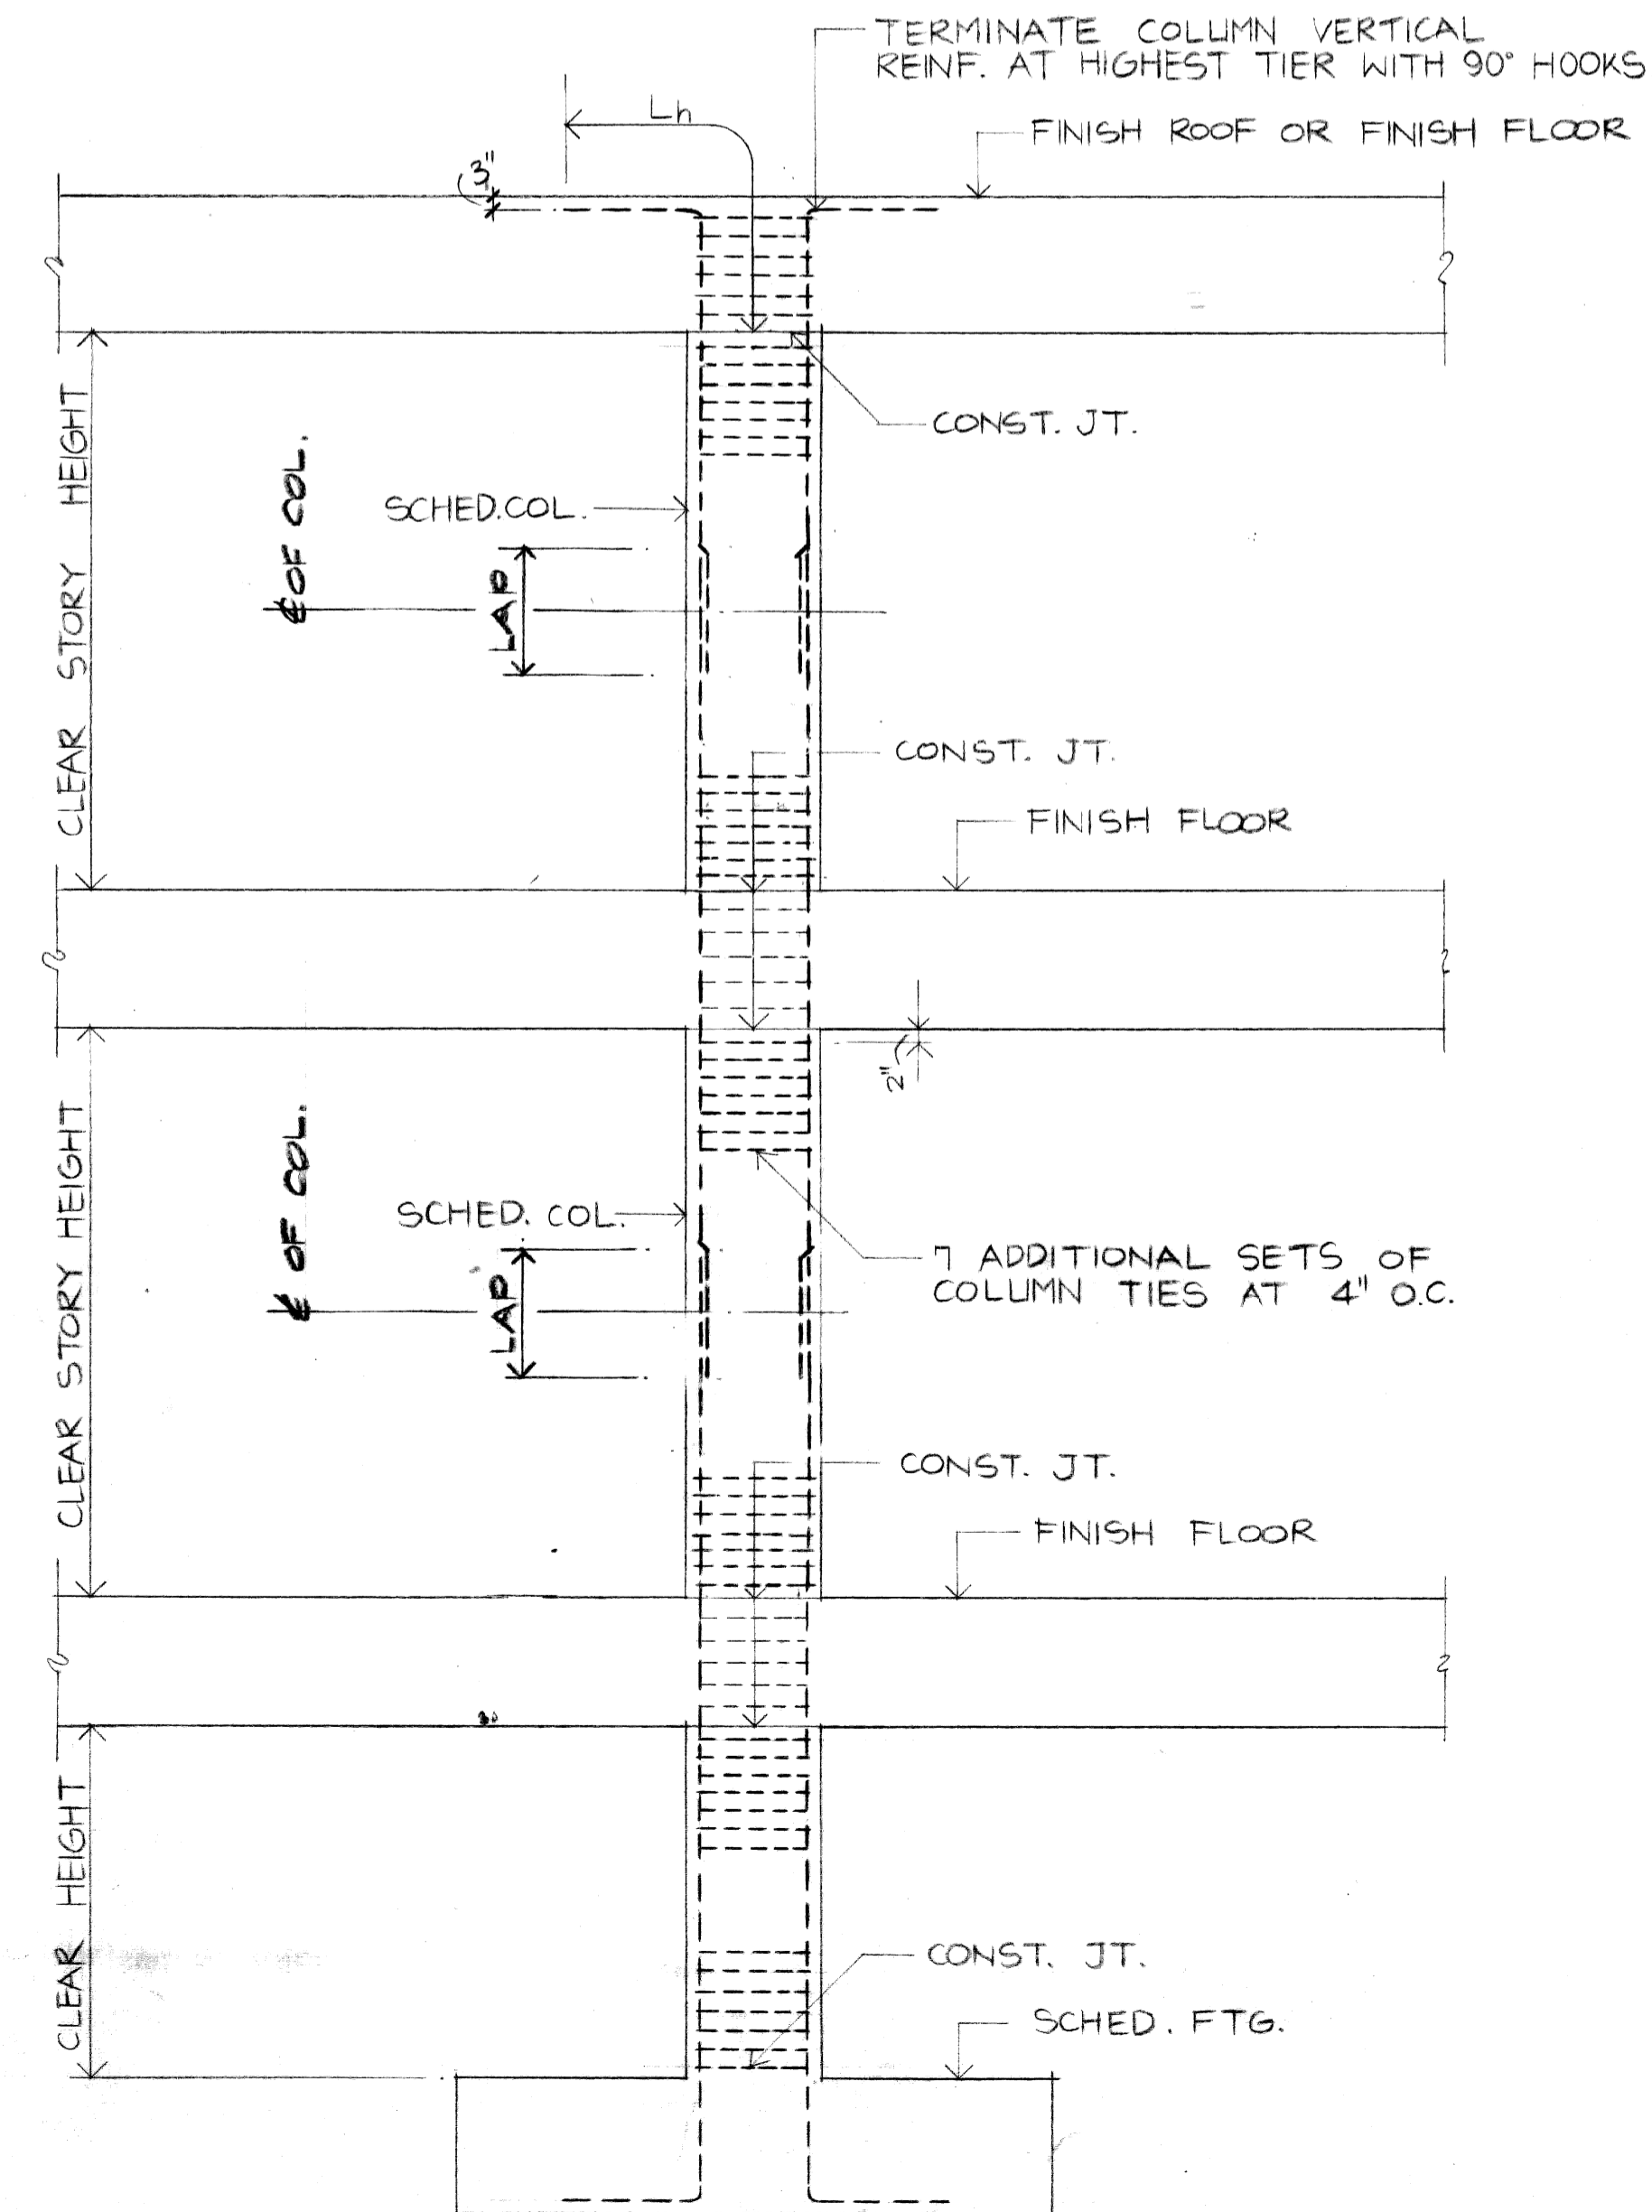 TERMINATE COLUMN VERTICAL
REINF. AT HIGHEST TIER WITH 90° HOOKS
Lh
FINISH ROOF OR FINISH FLOOR
3"
CONST. JT.
CLEAR STORY HEIGHT
℄ OF COL.
SCHED. COL.
LAP
CONST. JT.
FINISH FLOOR
2"
CLEAR STORY HEIGHT
℄ OF COL.
SCHED. COL.
7 ADDITIONAL SETS OF
COLUMN TIES AT 4" O.C.
LAP
CONST. JT.
FINISH FLOOR
CLEAR HEIGHT
CONST. JT.
SCHED. FTG.